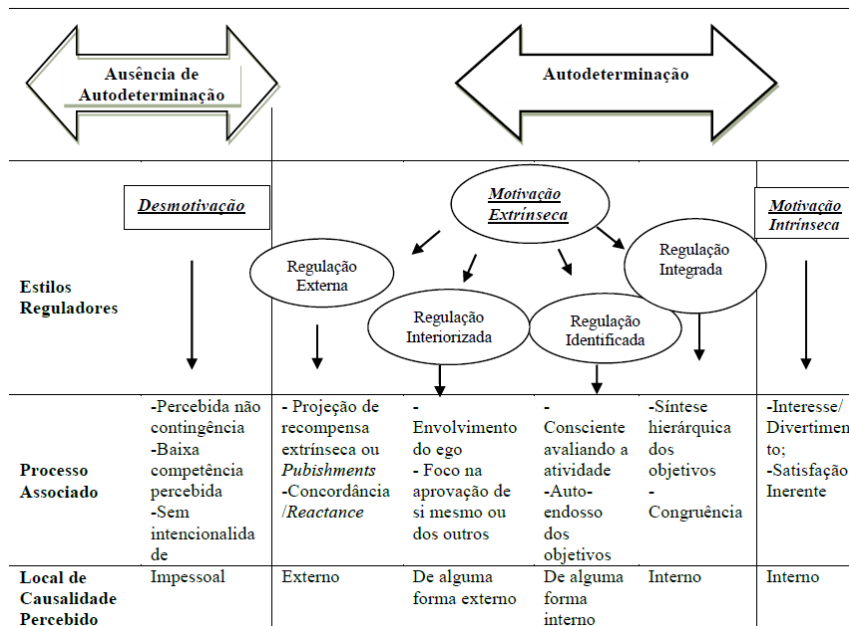 Ausência de
Autodeterminação
Autodeterminação
Estilos
Reguladores
Desmotivação
Motivação
Extrínseca
Motivação
Intrínseca
Regulação
Externa
Regulação
Interiorizada
Regulação
Identificada
Regulação
Integrada
Processo
Associado
-Percebida não
contingência
-Baixa
competência
percebida
-Sem
intencionalida
de
- Projeção de
recompensa
extrínseca ou
Pubishments
-Concordância
/Reactance
-
Envolvimento
do ego
- Foco na
aprovação de
si mesmo ou
dos outros
-
Consciente
avaliando a
atividade
-Auto-
endosso
dos
objetivos
-Síntese
hierárquica
dos
objetivos
-
Congruência
-Interesse/
Divertimen
to;
-Satisfação
Inerente
Local de
Causalidade
Percebido
Impessoal
Externo
De alguma
forma externo
De alguma
forma
interno
Interno
Interno